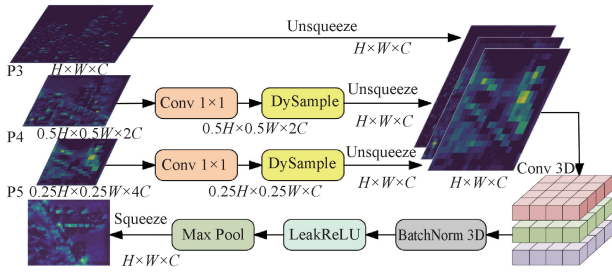 Unsqueeze
P3
H×W×C
H×W×C
Unsqueeze
Conv 1×1
DySample
P4
0.5H×0.5W×2C
0.5H×0.5W×2C
H×W×C
Unsqueeze
Conv 1×1
DySample
P5
0.25H×0.25W×4C
0.25H×0.25W×C
H×W×C
H×W×C
Conv 3D
Squeeze
Max Pool
LeakReLU
BatchNorm 3D
H×W×C